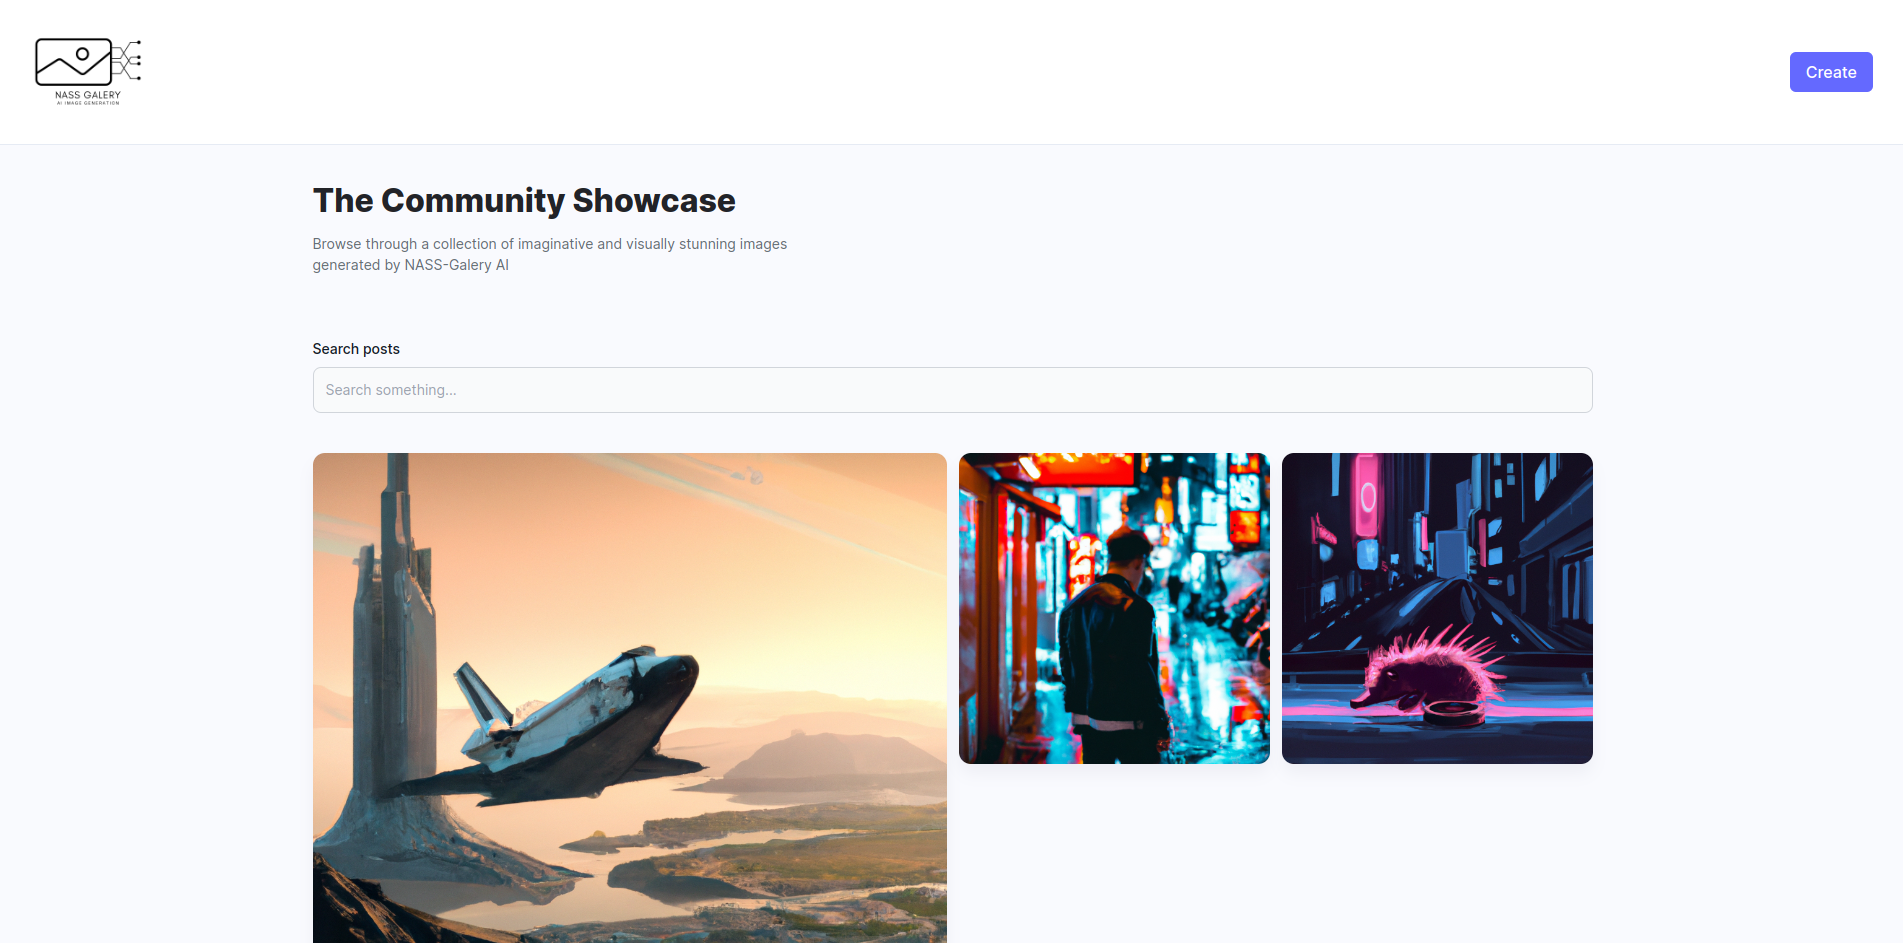 NASS GALERY
AI IMAGE GENERATION
Create
The Community Showcase
Browse through a collection of imaginative and visually stunning images
generated by NASS-Galery AI
Search posts
Search something...